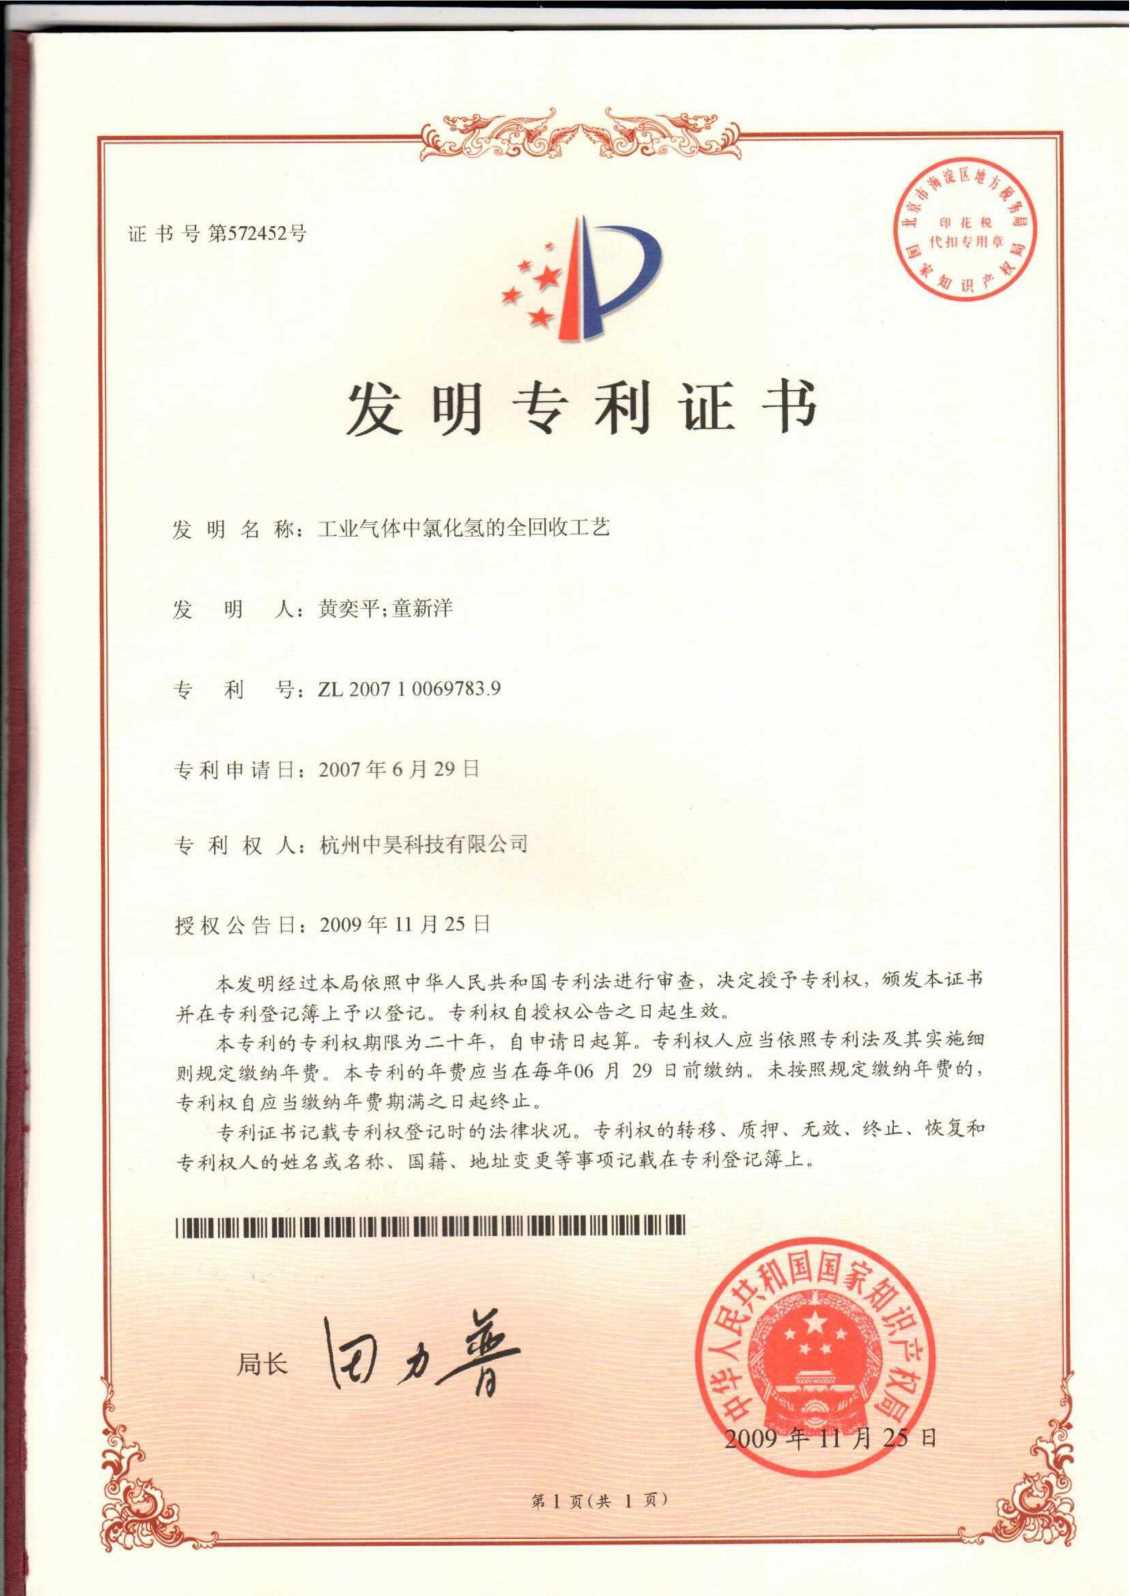 证书号第572452号
北京市海淀区地方税务局
印花税
代扣专用章
国家知识产权局
发明专利证书
发明名称：工业气体中氯化氢的全回收工艺
发明人：黄奕平;童新洋
专利号：ZL 2007 1 0069783.9
专利申请日：2007年6月29日
专利权人：杭州中昊科技有限公司
授权公告日：2009年11月25日
本发明经过本局依照中华人民共和国专利法进行审查，决定授予专利权，颁发本证书
并在专利登记簿上予以登记。专利权自授权公告之日起生效。
本专利的专利权期限为二十年，自申请日起算。专利权人应当依照专利法及其实施细
则规定缴纳年费。本专利的年费应当在每年06月29日前缴纳。未按照规定缴纳年费的，
专利权自应当缴纳年费期满之日起终止。
专利证书记载专利权登记时的法律状况。专利权的转移、质押、无效、终止、恢复和
专利权人的姓名或名称、国籍、地址变更等事项记载在专利登记簿上。
中华人民共和国国家知识产权局
局长 田力普
2009年11月25日
第1页(共1页)